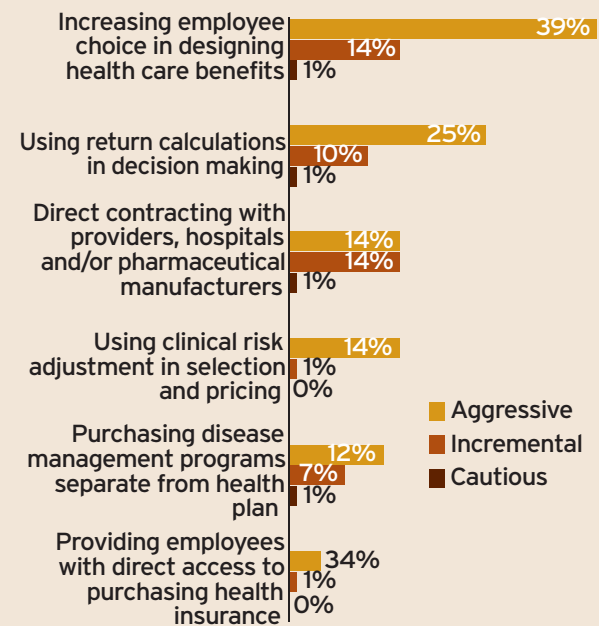 Increasing employee
choice in designing
health care benefits
39%
14%
1%
Using return calculations
in decision making
25%
10%
1%
Direct contracting with
providers, hospitals
and/or pharmaceutical
manufacturers
14%
14%
1%
Using clinical risk
adjustment in selection
and pricing
14%
1%
0%
Purchasing disease
management programs
separate from health
plan
12%
7%
1%
Providing employees
with direct access to
purchasing health
insurance
34%
1%
0%
Aggressive
Incremental
Cautious